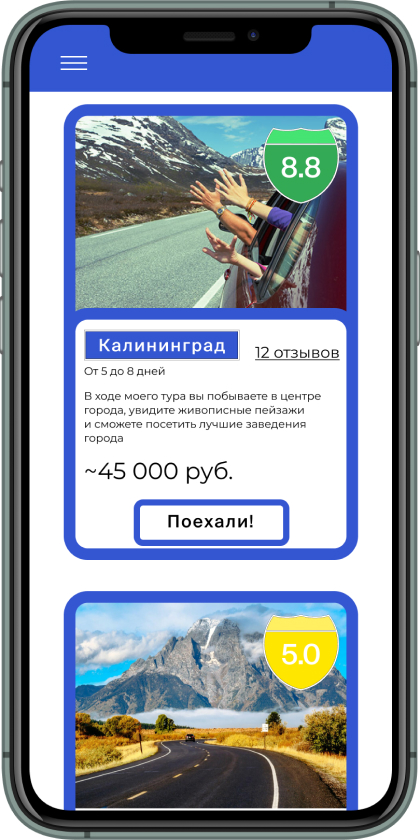 8.8
Калининград
12 отзывов
От 5 до 8 дней
В ходе моего тура вы побываете в центре
города, увидите живописные пейзажи
и сможете посетить лучшие заведения
города
~45 000 руб.
Поехали!
5.0